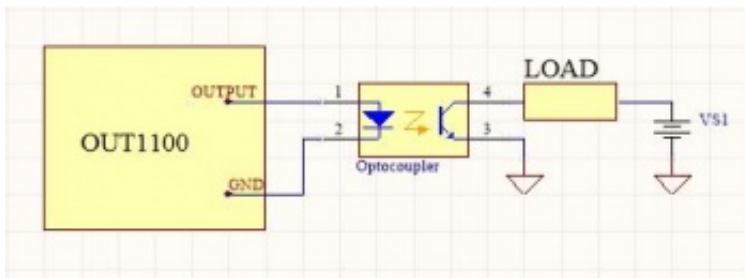 OUTPUT
OUT1100
GND
1
2
Optocoupler
4
3
LOAD
VS1